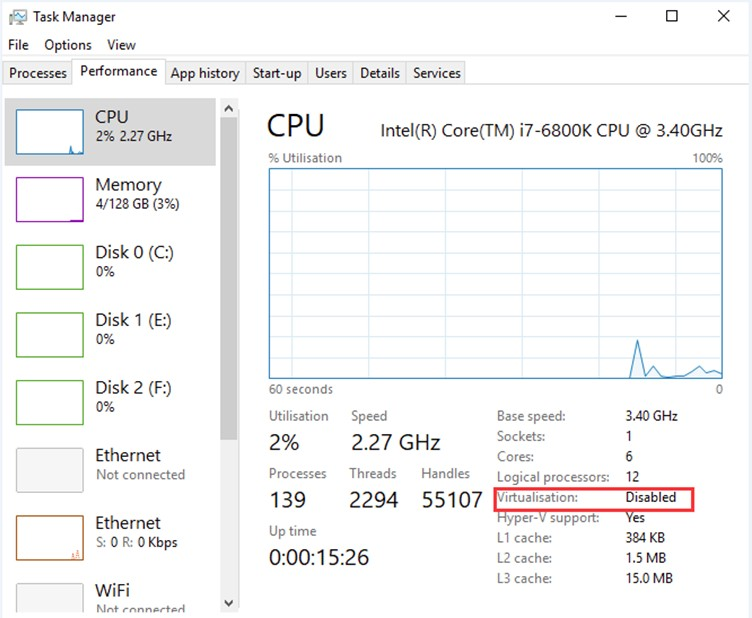 Task Manager
File Options View
Processes Performance App history Start-up Users Details Services
CPU
2% 2.27 GHz
Memory
4/128 GB (3%)
Disk 0 (C:)
0%
Disk 1 (E:)
0%
Disk 2 (F:)
0%
Ethernet
Not connected
Ethernet
S: 0 R: 0 Kbps
WiFi
Not connected
CPU Intel(R) Core(TM) i7-6800K CPU @ 3.40GHz
% Utilisation 100%
60 seconds 0
Utilisation Speed
2% 2.27 GHz
Processes Threads Handles
139 2294 55107
Up time
0:00:15:26
Base speed: 3.40 GHz
Sockets: 1
Cores: 6
Logical processors: 12
Virtualisation: Disabled
Hyper-V support: Yes
L1 cache: 384 KB
L2 cache: 1.5 MB
L3 cache: 15.0 MB